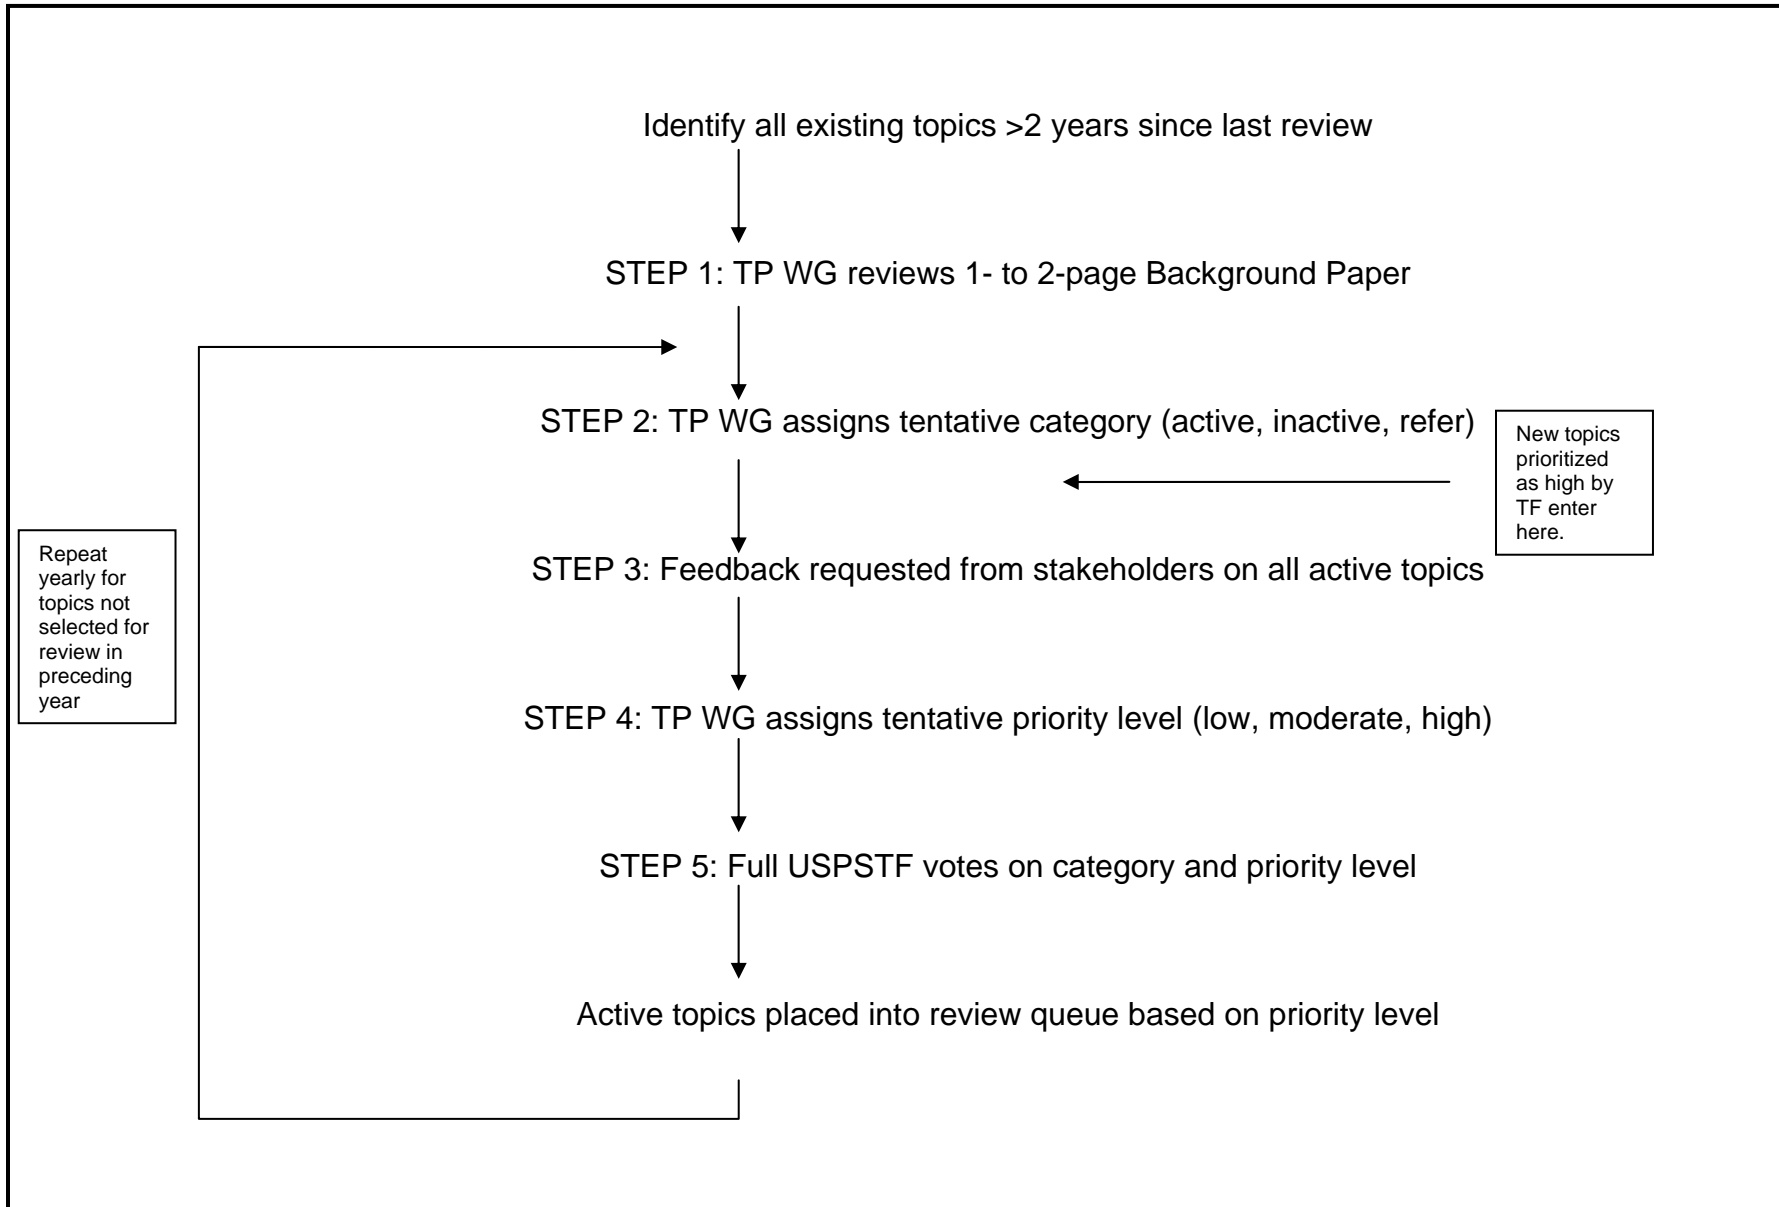 Identify all existing topics >2 years since last review
STEP 1: TP WG reviews 1- to 2-page Background Paper
STEP 2: TP WG assigns tentative category (active, inactive, refer)
New topics
prioritized
as high by
TF enter
here.
Repeat
yearly for
topics not
selected for
review in
preceding
year
STEP 3: Feedback requested from stakeholders on all active topics
STEP 4: TP WG assigns tentative priority level (low, moderate, high)
STEP 5: Full USPSTF votes on category and priority level
Active topics placed into review queue based on priority level